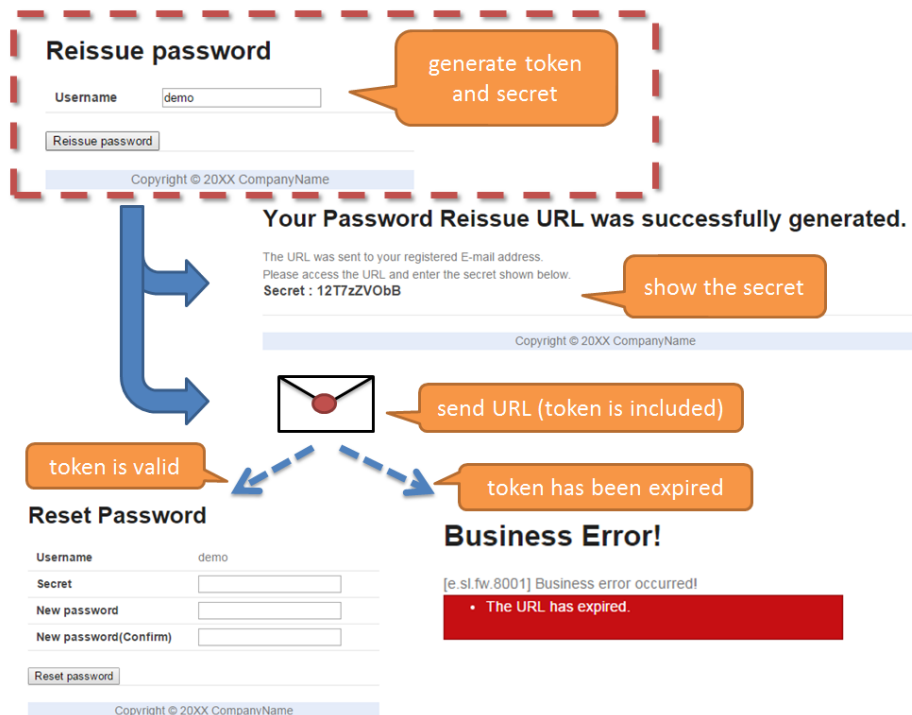 Reissue password
generate token
and secret
Username demo
Reissue password
Copyright © 20XX CompanyName
Your Password Reissue URL was successfully generated.
The URL was sent to your registered E-mail address.
Please access the URL and enter the secret shown below.
Secret : 12T7zZVObB
show the secret
Copyright © 20XX CompanyName
send URL (token is included)
token is valid
token has been expired
Reset Password
Username demo
Secret
New password
New password(Confirm)
Reset password
Copyright © 20XX CompanyName
Business Error!
[e.sl.fw.8001] Business error occurred!
• The URL has expired.